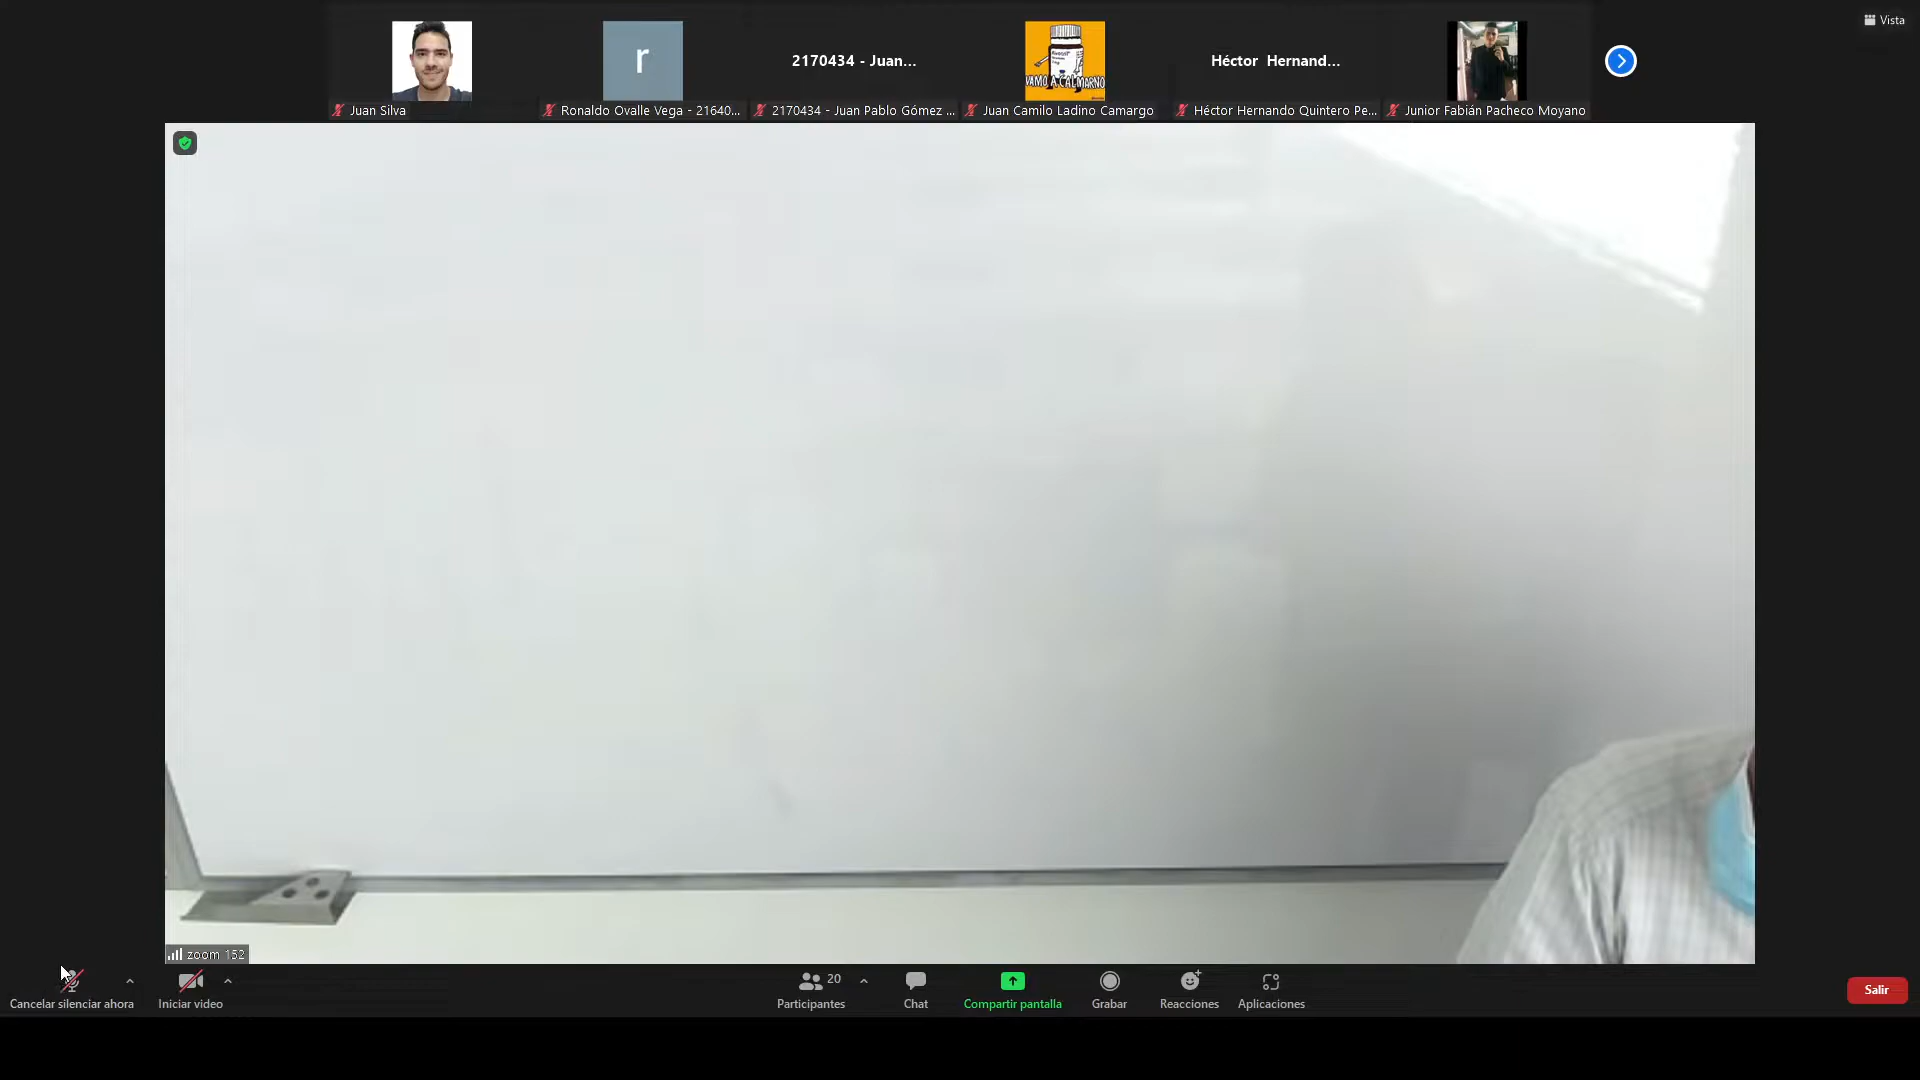 Vista
r
2170434 - Juan...
VAMO A CALMARNO
Héctor Hernand...
Juan Silva
Ronaldo Ovalle Vega - 21640...
2170434 - Juan Pablo Gómez ...
Juan Camilo Ladino Camargo
Héctor Hernando Quintero Pe...
Junior Fabián Pacheco Moyano
zoom 152
Cancelar silenciar ahora
Iniciar video
20
Participantes
Chat
Compartir pantalla
Grabar
Reacciones
Aplicaciones
Salir